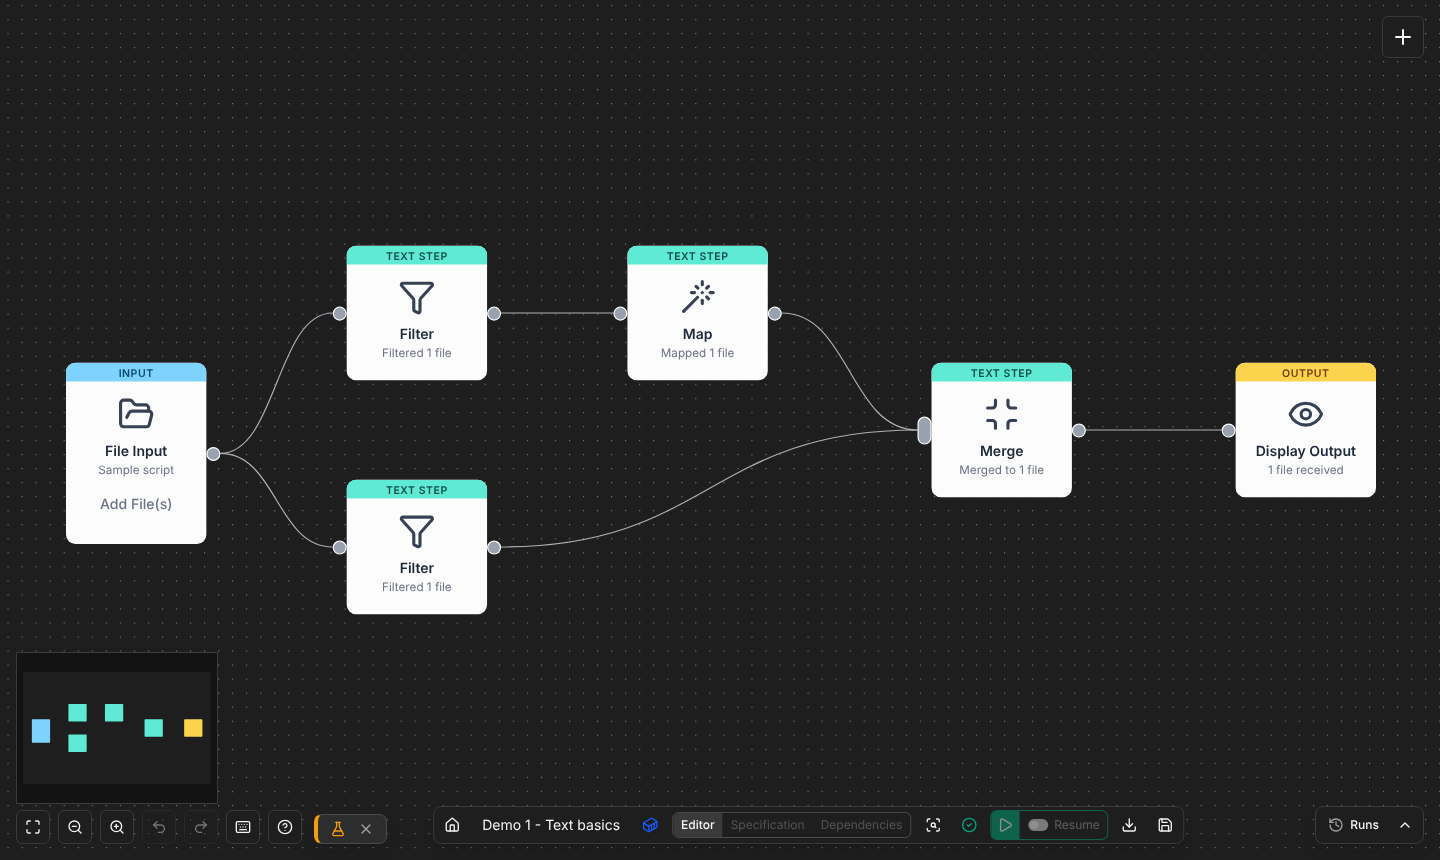 TEXT STEP
Filter
Filtered 1 file
TEXT STEP
Map
Mapped 1 file
INPUT
File Input
Sample script
Add File(s)
TEXT STEP
Merge
Merged to 1 file
OUTPUT
Display Output
1 file received
TEXT STEP
Filter
Filtered 1 file
Demo 1 - Text basics
Editor
Specification
Dependencies
Resume
Runs